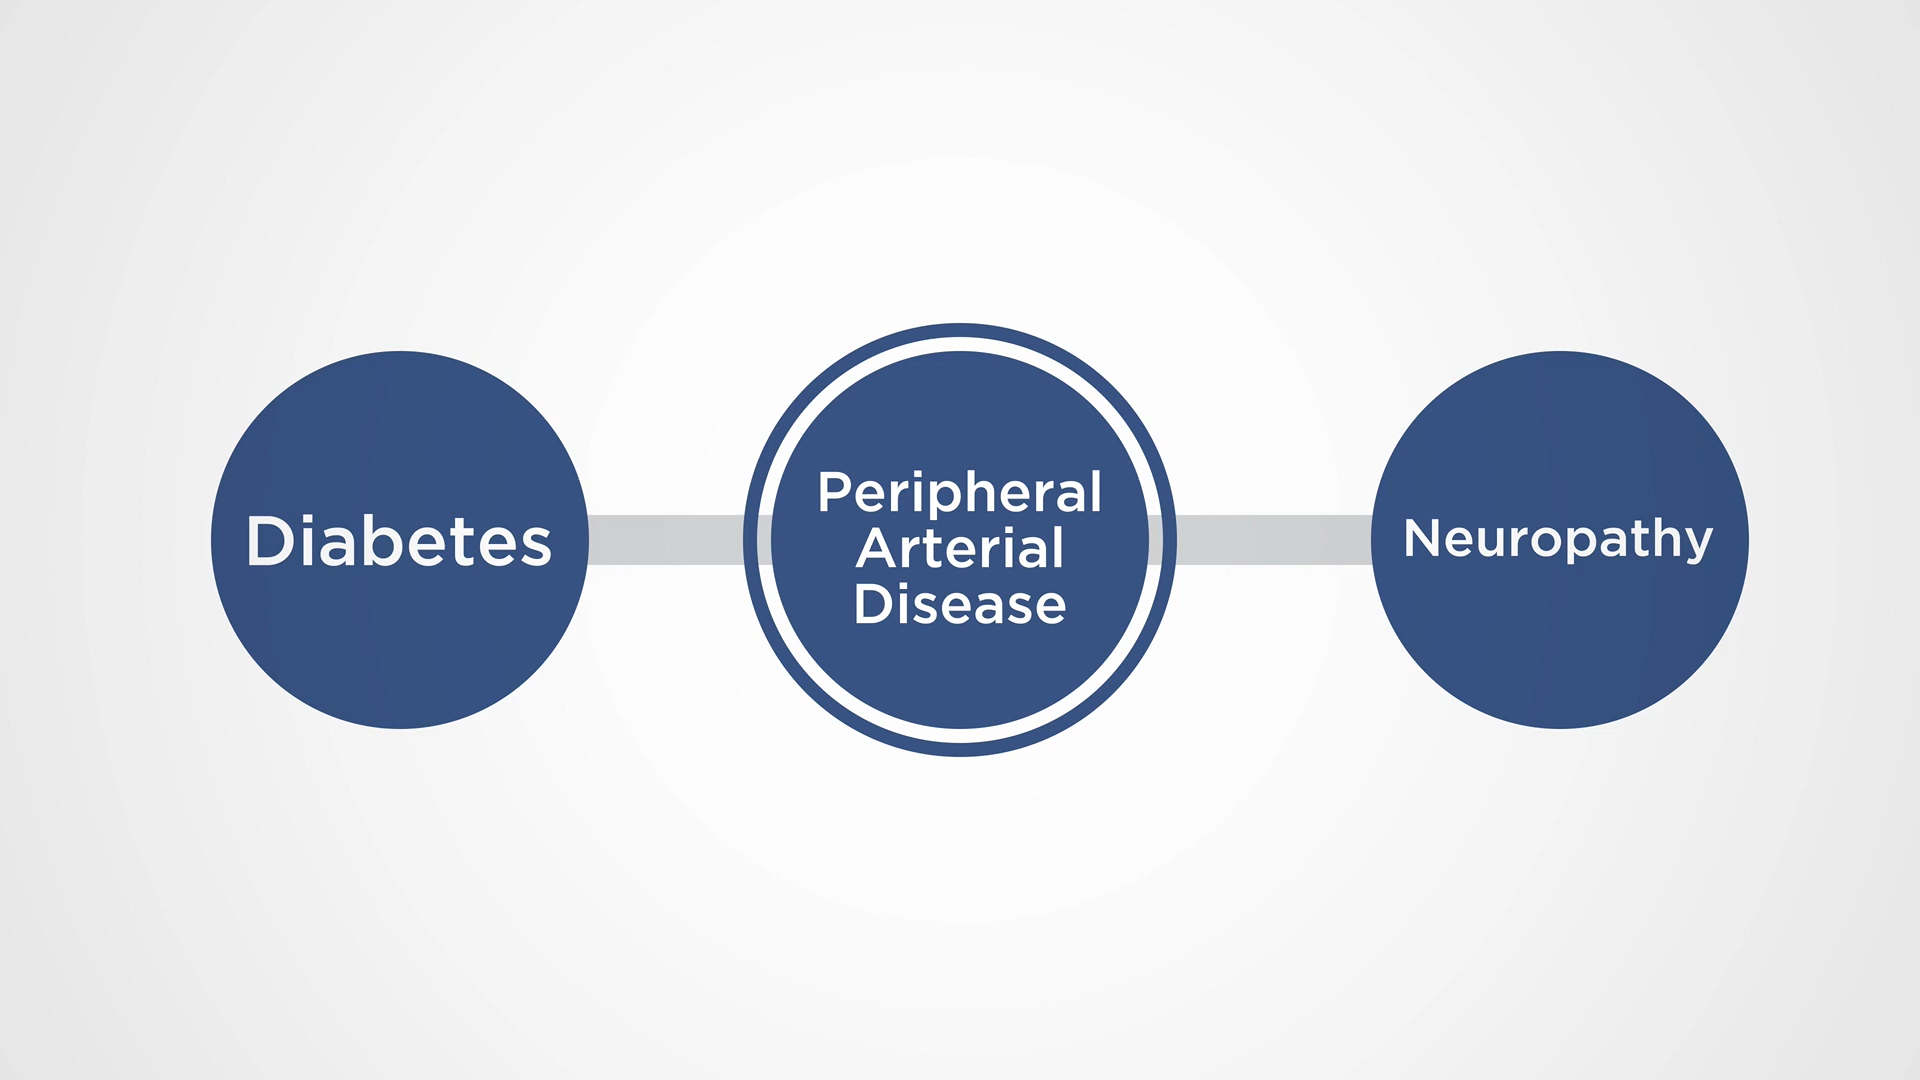 Diabetes
Peripheral
Arterial
Disease
Neuropathy